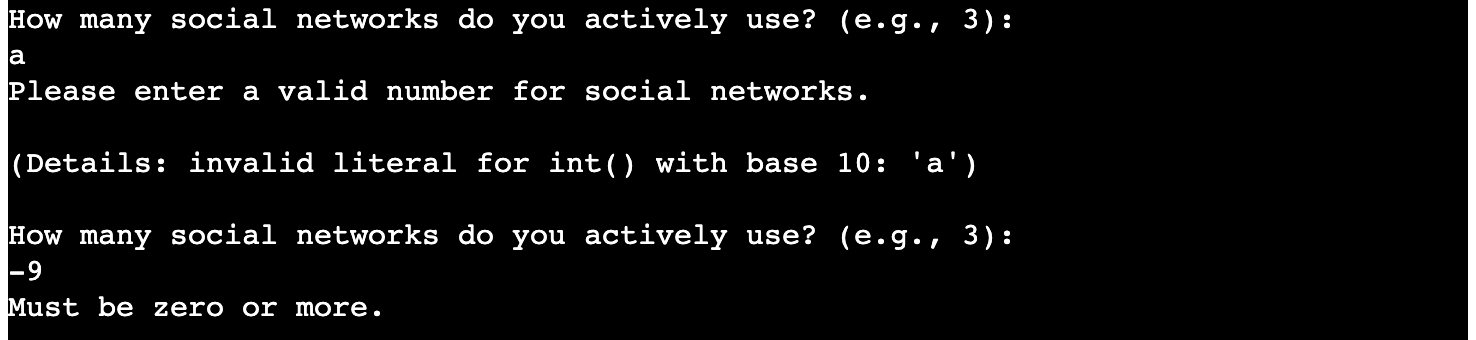 How many social networks do you actively use? (e.g., 3):
a
Please enter a valid number for social networks.
(Details: invalid literal for int() with base 10: 'a')
How many social networks do you actively use? (e.g., 3):
-9
Must be zero or more.